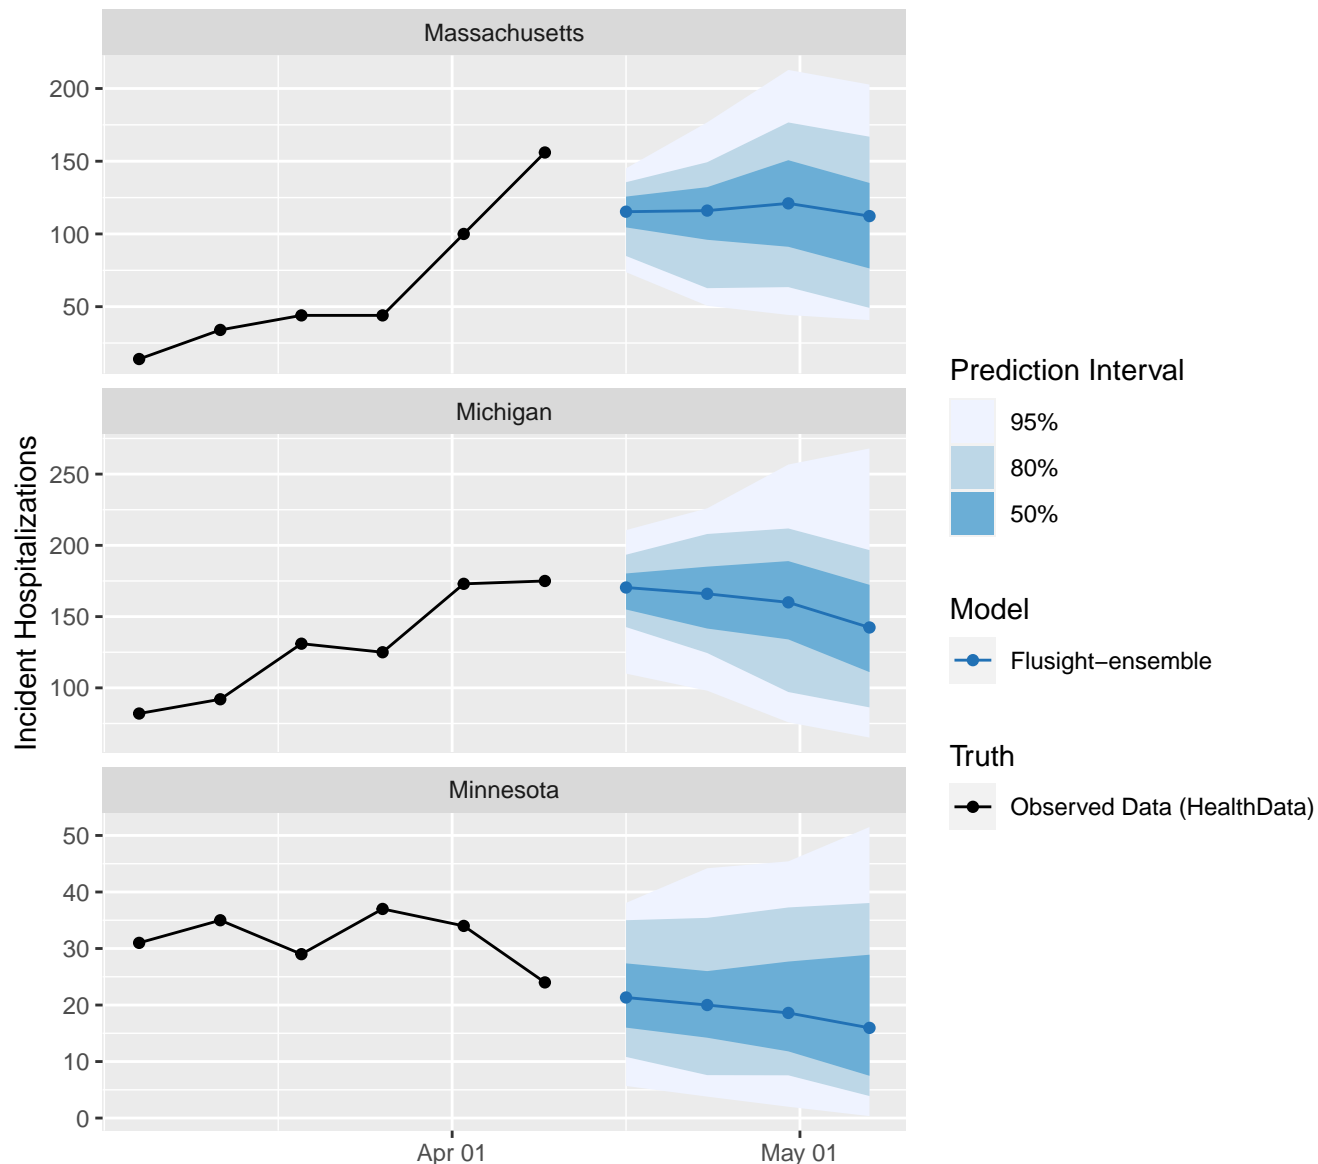 Massachusetts
200
150
100
50
Michigan
250
200
150
100
Minnesota
50
40
30
20
10
0
Apr 01
May 01
Incident Hospitalizations
Prediction Interval
95%
80%
50%
Model
Flusight−ensemble
Truth
Observed Data (HealthData)